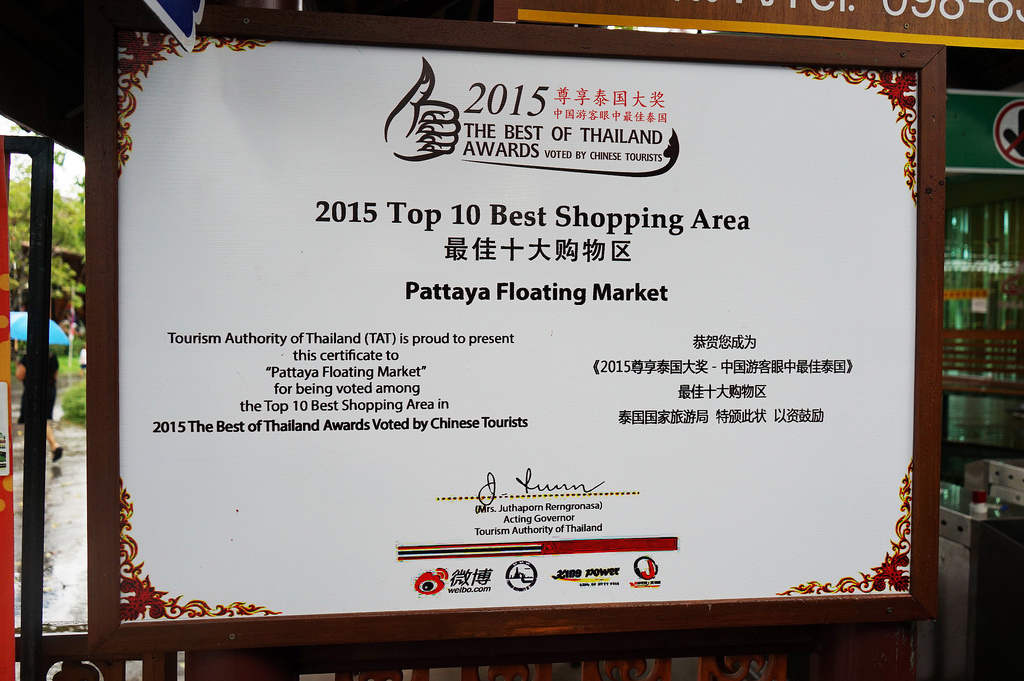 Tel. 098-8
2015 尊享泰国大奖
中国游客眼中最佳泰国
THE BEST OF THAILAND
AWARDS VOTED BY CHINESE TOURISTS
2015 Top 10 Best Shopping Area
最佳十大购物区
Pattaya Floating Market
Tourism Authority of Thailand (TAT) is proud to present
this certificate to
"Pattaya Floating Market"
for being voted among
the Top 10 Best Shopping Area in
2015 The Best of Thailand Awards Voted by Chinese Tourists
恭贺您成为
《2015尊享泰国大奖 - 中国游客眼中最佳泰国》
最佳十大购物区
泰国国家旅游局 特颁此状 以资鼓励
(Mrs. Juthaporn Rerngronasa)
Acting Governor
Tourism Authority of Thailand
微博
weibo.com
king power